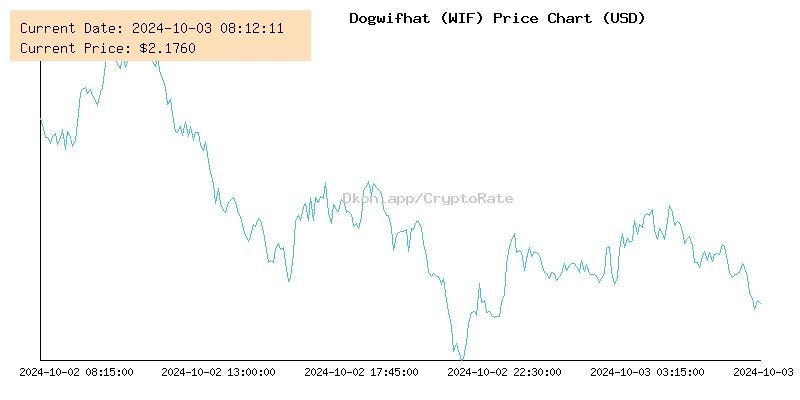 Dogwifhat (WIF) Price Chart (USD)
Current Date: 2024-10-03 08:12:11
Current Price: $2.1760
Dkon.app/CryptoRate
2024-10-02 08:15:00 2024-10-02 13:00:00 2024-10-02 17:45:00 2024-10-02 22:30:00 2024-10-03 03:15:00 2024-10-03